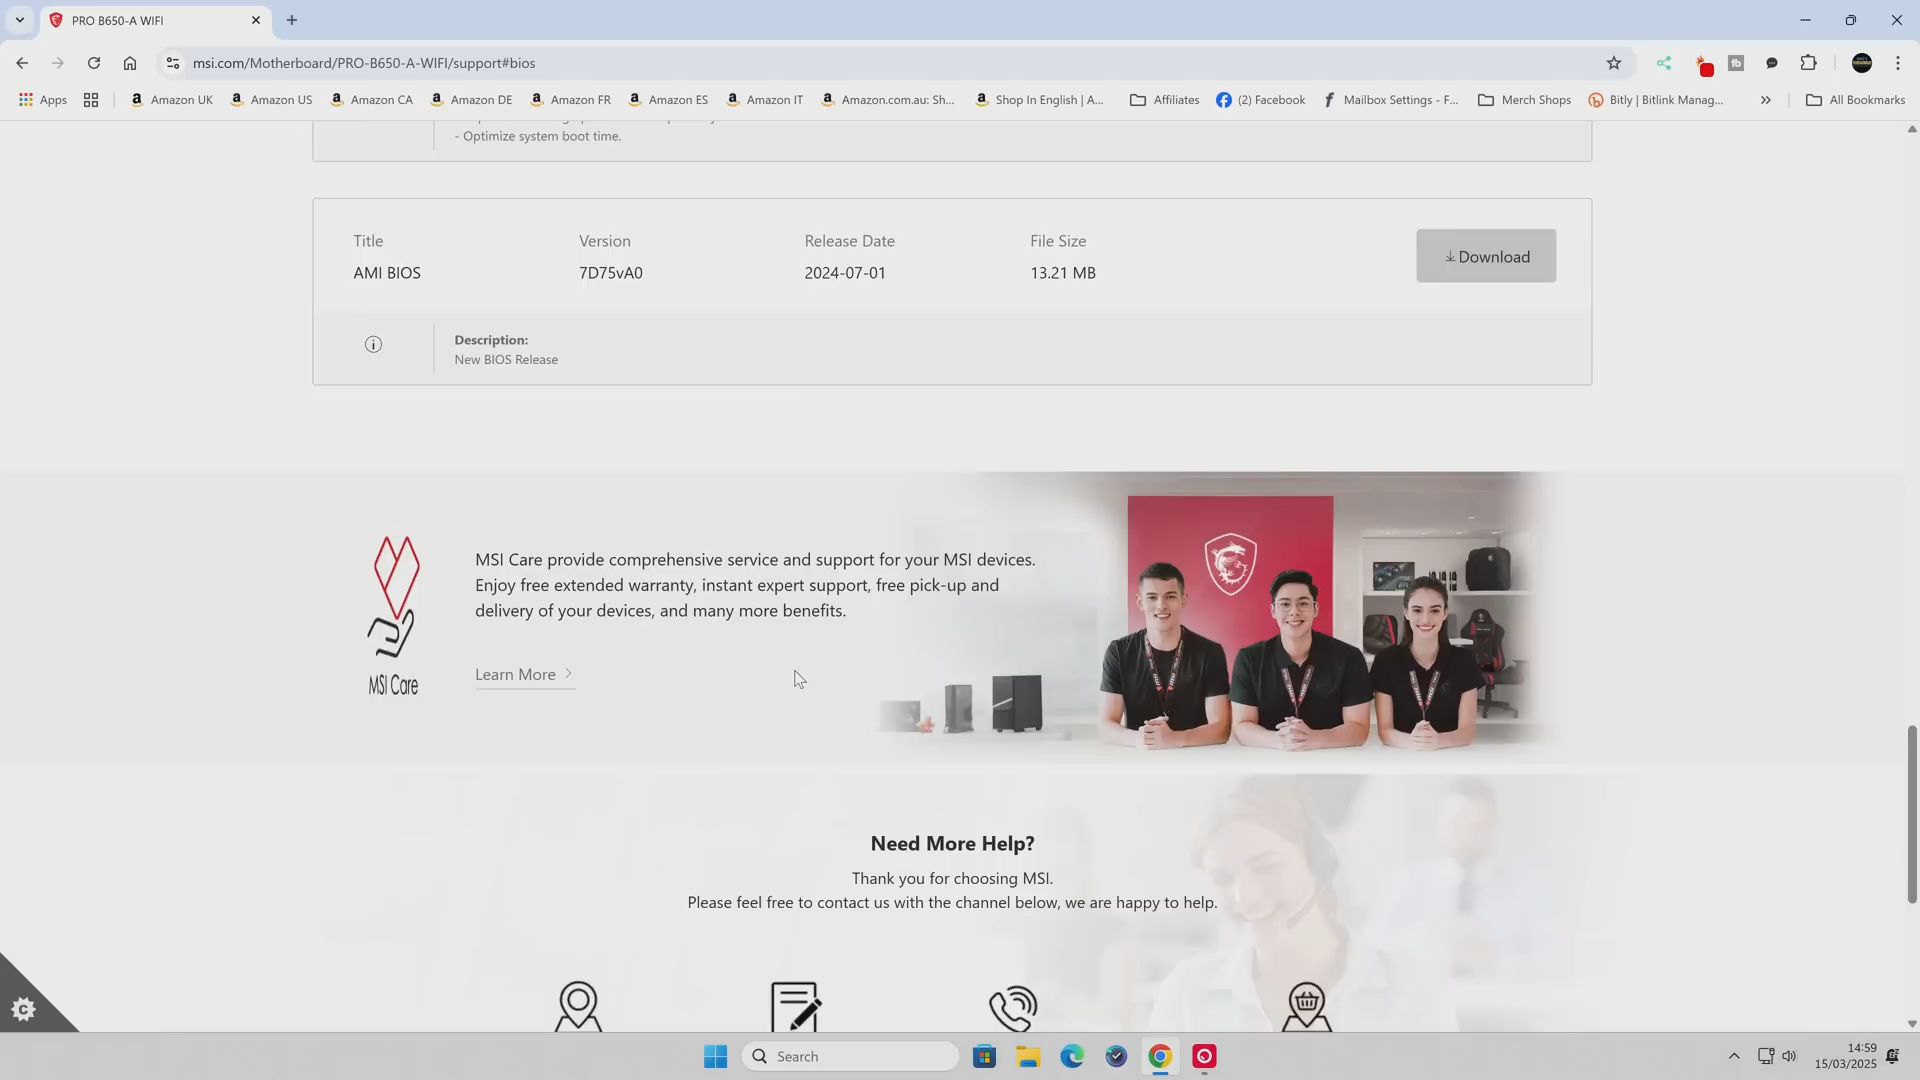 PRO B650-A WIFI
msi.com/Motherboard/PRO-B650-A-WIFI/support#bios
Apps
Amazon UK
Amazon US
Amazon CA
Amazon DE
Amazon FR
Amazon ES
Amazon IT
Amazon.com.au: Sh...
Shop In English | A...
Affiliates
(2) Facebook
Mailbox Settings - F...
Merch Shops
Bitly | Bitlink Manag...
All Bookmarks
- Optimize system boot time.
Title Version Release Date File Size
AMI BIOS 7D75vA0 2024-07-01 13.21 MB
Download
Description:
New BIOS Release
MSI Care provide comprehensive service and support for your MSI devices.
Enjoy free extended warranty, instant expert support, free pick-up and
delivery of your devices, and many more benefits.
Learn More
MSI Care
Need More Help?
Thank you for choosing MSI.
Please feel free to contact us with the channel below, we are happy to help.
Search
14:59
15/03/2025